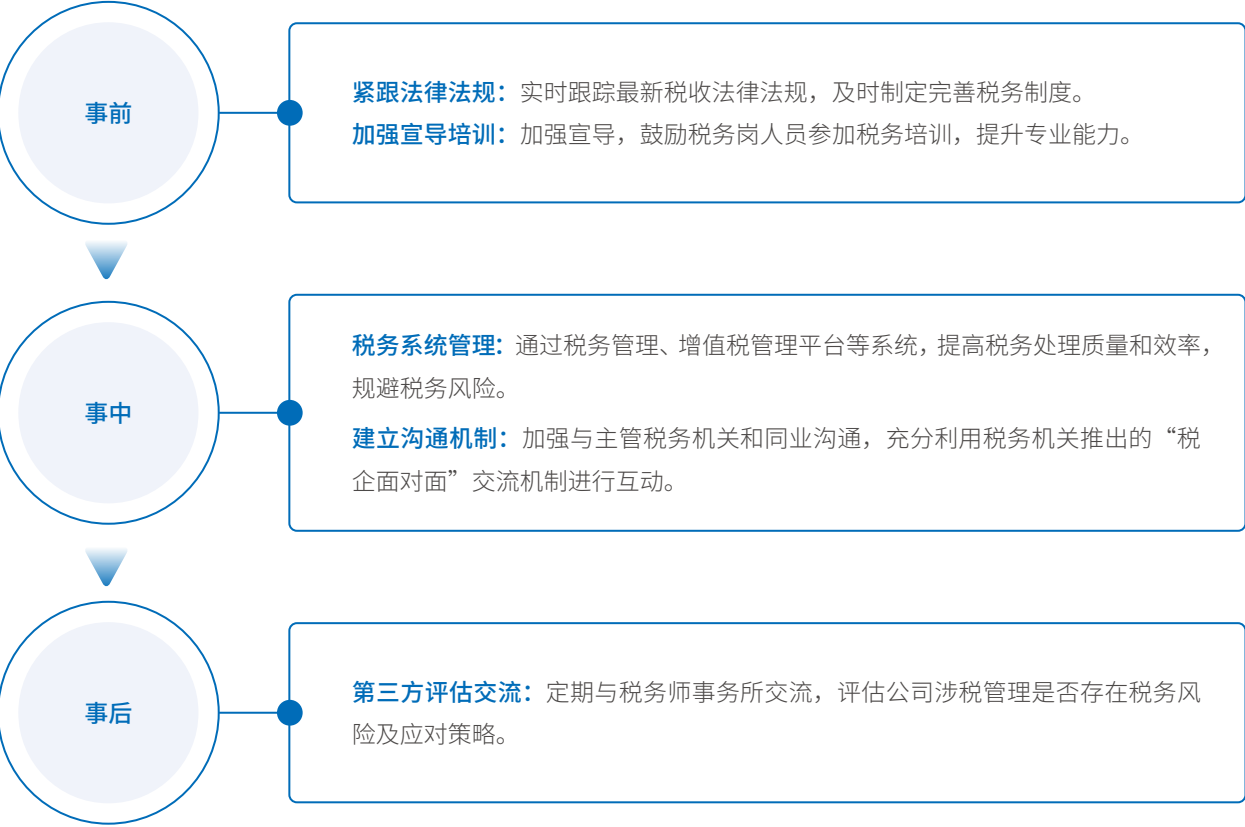 事前
紧跟法律法规：实时跟踪最新税收法律法规，及时制定完善税务制度。
加强宣导培训：加强宣导，鼓励税务岗人员参加税务培训，提升专业能力。
事中
税务系统管理：通过税务管理、增值税管理平台等系统，提高税务处理质量和效率，
规避税务风险。
建立沟通机制：加强与主管税务机关和同业沟通，充分利用税务机关推出的“税
企面对面”交流机制进行互动。
事后
第三方评估交流：定期与税务师事务所交流，评估公司涉税管理是否存在税务风
险及应对策略。